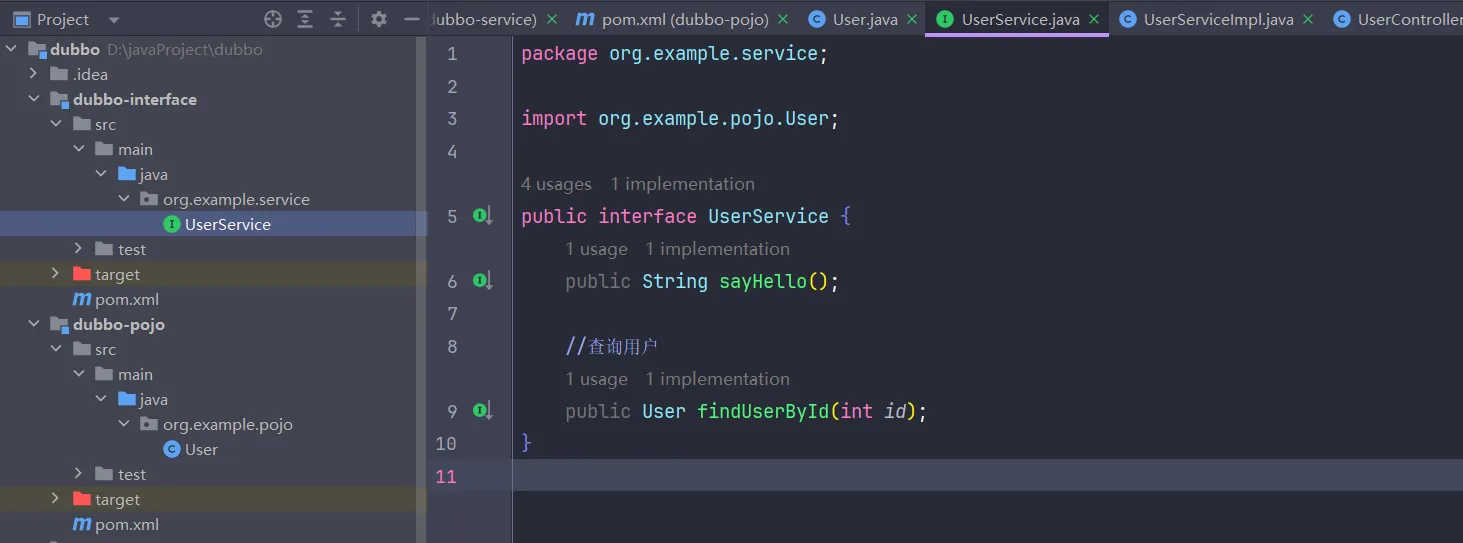 Project
dubbo D:\javaProject\dubbo
.idea
dubbo-interface
src
main
java
org.example.service
UserService
test
target
pom.xml
dubbo-pojo
src
main
java
org.example.pojo
User
test
target
pom.xml
dubbo-service) pom.xml (dubbo-pojo) User.java UserService.java UserServiceImpl.java UserController
1 package org.example.service;
2
3 import org.example.pojo.User;
4
4 usages 1 implementation
5 public interface UserService {
1 usage 1 implementation
6 public String sayHello();
7
8 //查询用户
1 usage 1 implementation
9 public User findUserById(int id);
10 }
11